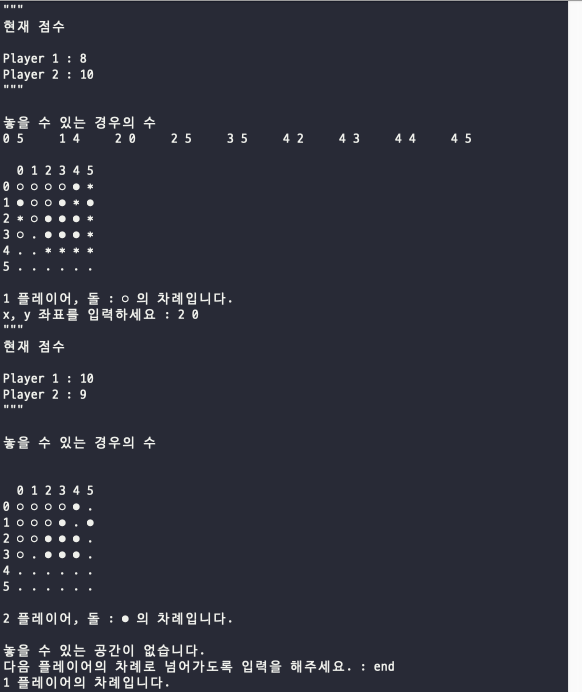 """
현재 점수
Player 1 : 8
Player 2 : 10
"""
놓을 수 있는 경우의 수
0 5    1 4    2 0    2 5    3 5    4 2    4 3    4 4    4 5
  0 1 2 3 4 5
0 ○ ○ ○ ○ ● *
1 ● ○ ○ ● * ●
2 * ○ ● ● ● *
3 ○ . ● ● ● *
4 . . * * * *
5 . . . . . .
1 플레이어, 돌 : ○ 의 차례입니다.
x, y 좌표를 입력하세요 : 2 0
"""
현재 점수
Player 1 : 10
Player 2 : 9
"""
놓을 수 있는 경우의 수
  0 1 2 3 4 5
0 ○ ○ ○ ○ ● .
1 ○ ○ ○ ● . ●
2 ○ ○ ● ● ● .
3 ○ . ● ● ● .
4 . . . . . .
5 . . . . . .
2 플레이어, 돌 : ● 의 차례입니다.
놓을 수 있는 공간이 없습니다.
다음 플레이어의 차례로 넘어가도록 입력을 해주세요. : end
1 플레이어의 차례입니다.